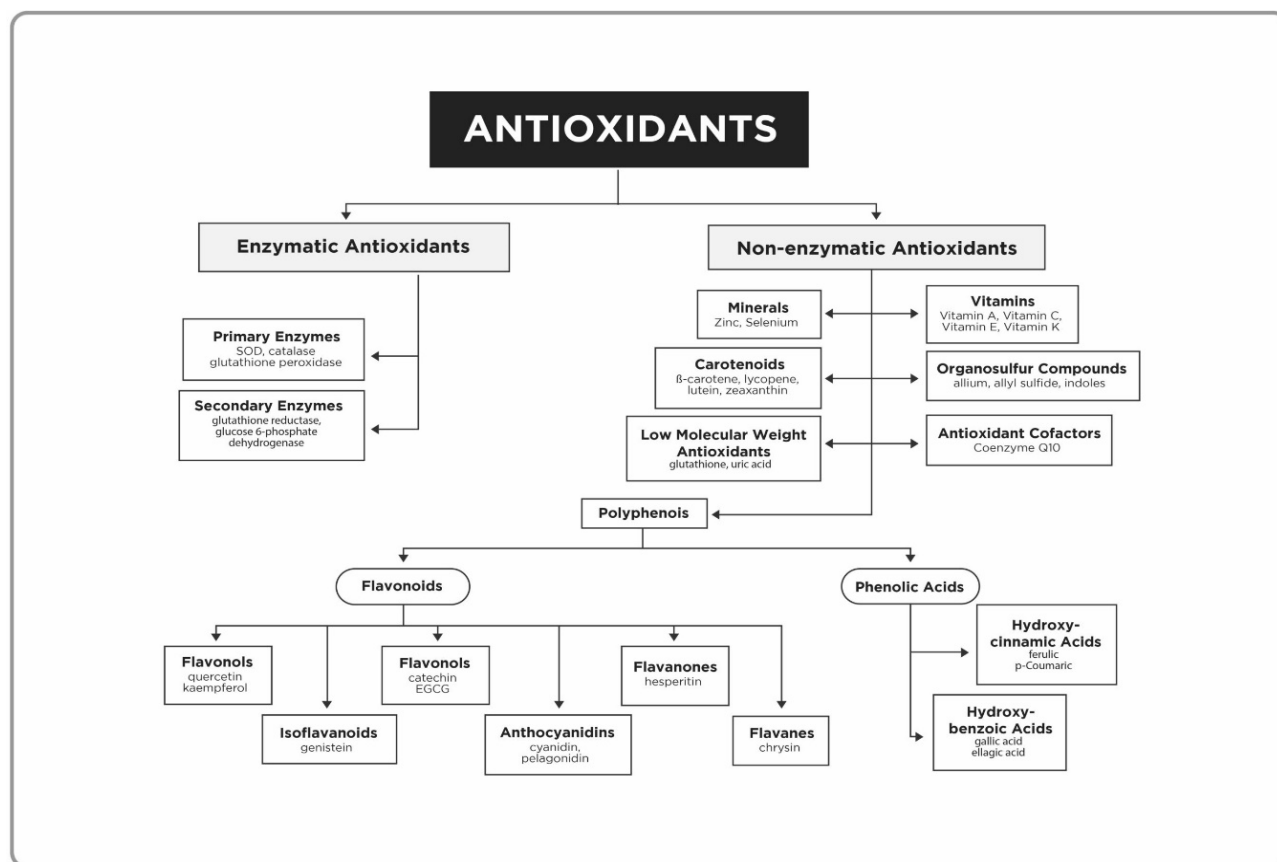 ANTIOXIDANTS
Enzymatic Antioxidants
Non-enzymatic Antioxidants
Primary Enzymes
SOD, catalase
glutathione peroxidase
Secondary Enzymes
glutathione reductase,
glucose 6-phosphate
dehydrogenase
Minerals
Zinc, Selenium
Vitamins
Vitamin A, Vitamin C,
Vitamin E, Vitamin K
Carotenoids
ß-carotene, lycopene,
lutein, zeaxanthin
Organosulfur Compounds
allium, allyl sulfide, indoles
Low Molecular Weight
Antioxidants
glutathione, uric acid
Antioxidant Cofactors
Coenzyme Q10
Polyphenois
Flavonoids
Phenolic Acids
Flavonols
quercetin
kaempferol
Isoflavanoids
genistein
Flavonols
catechin
EGCG
Anthocyanidins
cyanidin,
pelagonidin
Flavanones
hesperitin
Flavanes
chrysin
Hydroxy-
cinnamic Acids
ferulic
p-Coumaric
Hydroxy-
benzoic Acids
gallic acid
ellagic acid